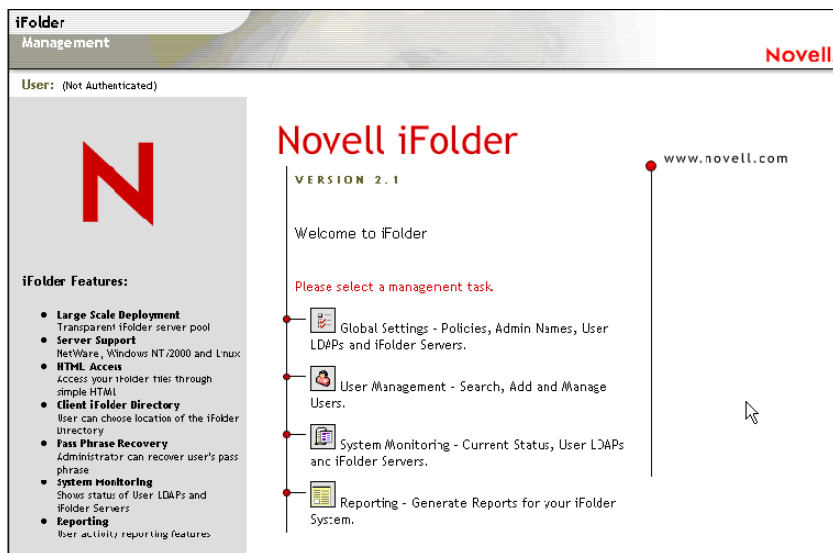 iFolder
Management
Novell
User: (Not Authenticated)
N
iFolder Features:
• Large Scale Deployment
Transparent iFolder server pool
• Server Support
NetWare, Windows NT/2000 and Linux
• HTML Access
Access your iFolder files through
simple HTML
• Client iFolder Directory
User can choose location of the iFolder
Directory
• Pass Phrase Recovery
Administrator can recover user's pass
phrase
• System Monitoring
Shows status of User LDAPs and
iFolder Servers
• Reporting
User activity reporting features
Novell iFolder
VERSION 2.1
Welcome to iFolder
Please select a management task.
Global Settings - Policies, Admin Names, User
LDAPs and iFolder Servers.
User Management - Search, Add and Manage
Users.
System Monitoring - Current Status, User LDAPs
and iFolder Servers.
Reporting - Generate Reports for your iFolder
System.
www.novell.com